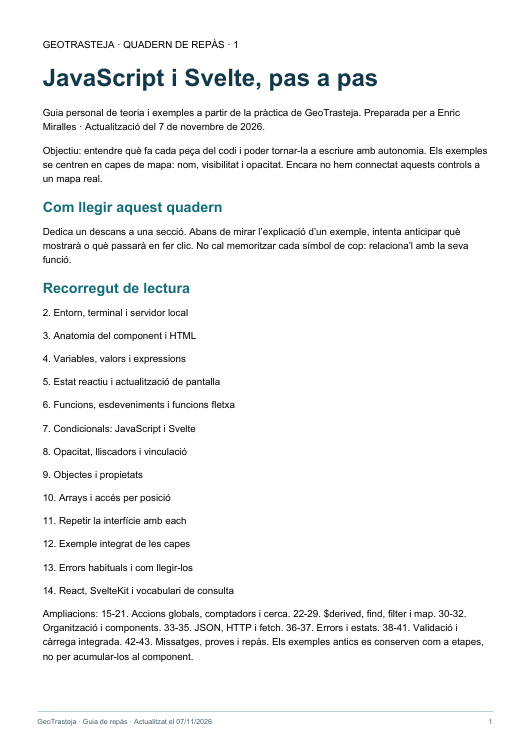 GEOTRASTEJA · QUADERN DE REPÀS · 1
JavaScript i Svelte, pas a pas
Guia personal de teoria i exemples a partir de la pràctica de GeoTrasteja. Preparada per a Enric
Miralles · Actualització del 7 de novembre de 2026.
Objectiu: entendre què fa cada peça del codi i poder tornar-la a escriure amb autonomia. Els exemples
se centren en capes de mapa: nom, visibilitat i opacitat. Encara no hem connectat aquests controls a
un mapa real.
Com llegir aquest quadern
Dedica un descans a una secció. Abans de mirar l’explicació d’un exemple, intenta anticipar què
mostrarà o què passarà en fer clic. No cal memoritzar cada símbol de cop: relaciona’l amb la seva
funció.
Recorregut de lectura
2. Entorn, terminal i servidor local
3. Anatomia del component i HTML
4. Variables, valors i expressions
5. Estat reactiu i actualització de pantalla
6. Funcions, esdeveniments i funcions fletxa
7. Condicionals: JavaScript i Svelte
8. Opacitat, lliscadors i vinculació
9. Objectes i propietats
10. Arrays i accés per posició
11. Repetir la interfície amb each
12. Exemple integrat de les capes
13. Errors habituals i com llegir-los
14. React, SvelteKit i vocabulari de consulta
Ampliacions: 15-21. Accions globals, comptadors i cerca. 22-29. $derived, find, filter i map. 30-32.
Organització i components. 33-35. JSON, HTTP i fetch. 36-37. Errors i estats. 38-41. Validació i
càrrega integrada. 42-43. Missatges, proves i repàs. Els exemples antics es conserven com a etapes,
no per acumular-los al component.
GeoTrasteja · Guia de repàs · Actualitzat el 07/11/2026
1